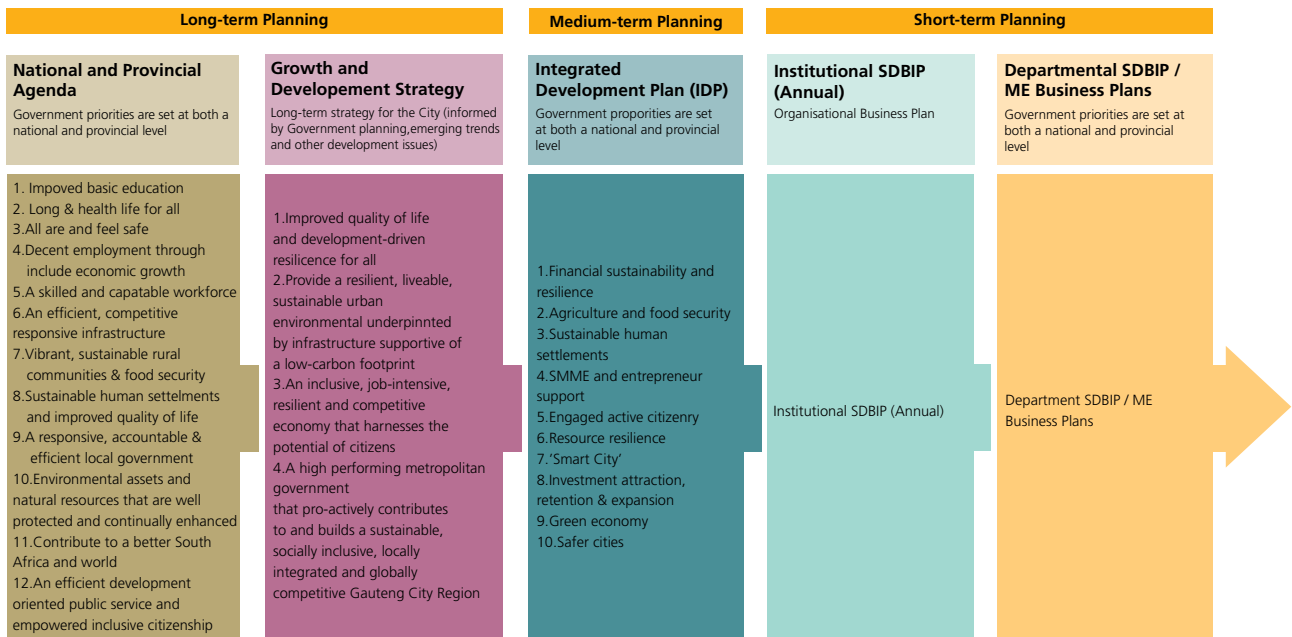 Long-term Planning
Medium-term Planning
Short-term Planning
National and Provincial
Agenda
Government priorities are set at both a
national and provincial level
Growth and
Developement Strategy
Long-term strategy for the City (informed
by Government planning,emerging trends
and other development issues)
Integrated
Development Plan (IDP)
Government proporities are set
at both a national and provincial
level
Institutional SDBIP
(Annual)
Organisational Business Plan
Departmental SDBIP /
ME Business Plans
Government priorities are set at
both a national and provincial
level
1. Impoved basic education
2. Long & health life for all
3.All are and feel safe
4.Decent employment through
include economic growth
5.A skilled and capatable workforce
6.An efficient, competitive
responsive infrastructure
7.Vibrant, sustainable rural
communities & food security
8.Sustainable human settelments
and improved quality of life
9.A responsive, accountable &
efficient local government
10.Environmental assets and
natural resources that are well
protected and continually enhanced
11.Contribute to a better South
Africa and world
12.An efficient development
oriented public service and
empowered inclusive citizenship
1.Improved quality of life
and development-driven
resilicence for all
2.Provide a resilient, liveable,
sustainable urban
environmental underpinnted
by infrastructure supportive of
a low-carbon footprint
3.An inclusive, job-intensive,
resilient and competitive
economy that harnesses the
potential of citizens
4.A high performing metropolitan
government
that pro-actively contributes
to and builds a sustainable,
socially inclusive, locally
integrated and globally
competitive Gauteng City Region
1.Financial sustainability and
resilience
2.Agriculture and food security
3.Sustainable human
settlements
4.SMME and entrepreneur
support
5.Engaged active citizenry
6.Resource resilience
7.'Smart City'
8.Investment attraction,
retention & expansion
9.Green economy
10.Safer cities
Institutional SDBIP (Annual)
Department SDBIP / ME
Business Plans